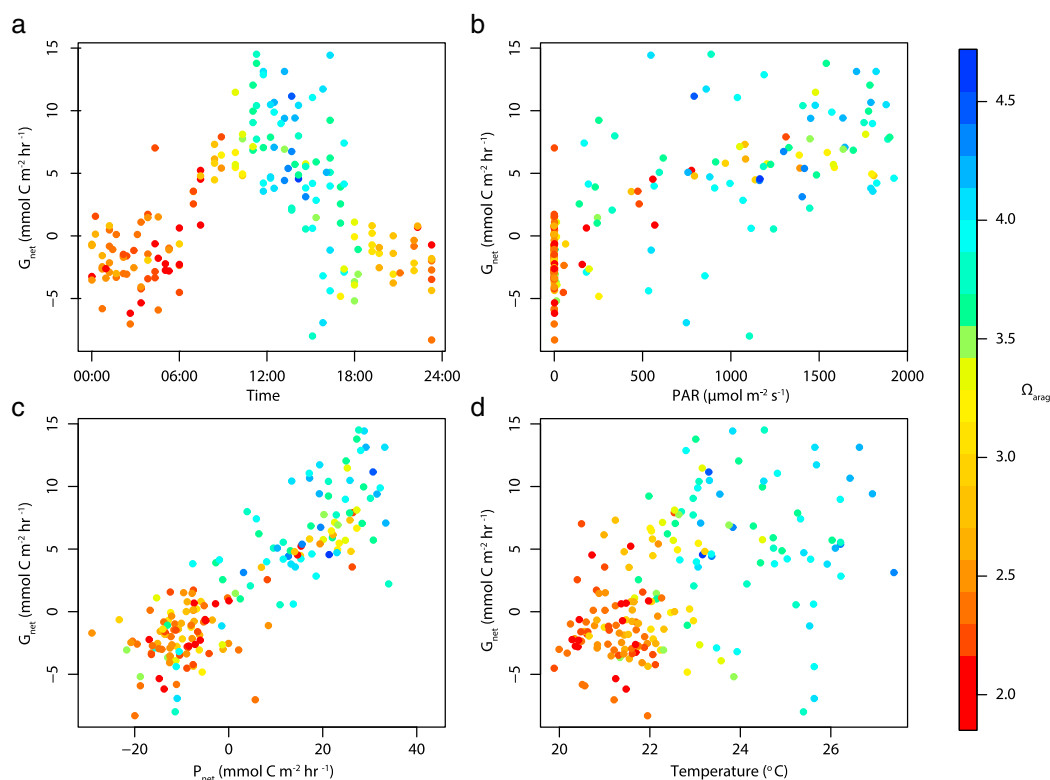 a
15
10
5
0
−5
G_net (mmol C m⁻² hr⁻¹)
00:00 06:00 12:00 18:00 24:00
Time
b
15
10
5
0
−5
G_net (mmol C m⁻² hr⁻¹)
0 500 1000 1500 2000
PAR (μmol m⁻² s⁻¹)
c
15
10
5
0
−5
G_net (mmol C m⁻² hr⁻¹)
−20 0 20 40
P_net (mmol C m⁻² hr⁻¹)
d
15
10
5
0
−5
G_net (mmol C m⁻² hr⁻¹)
20 22 24 26
Temperature (°C)
4.5
4.0
3.5
3.0
2.5
2.0
Ω_arag